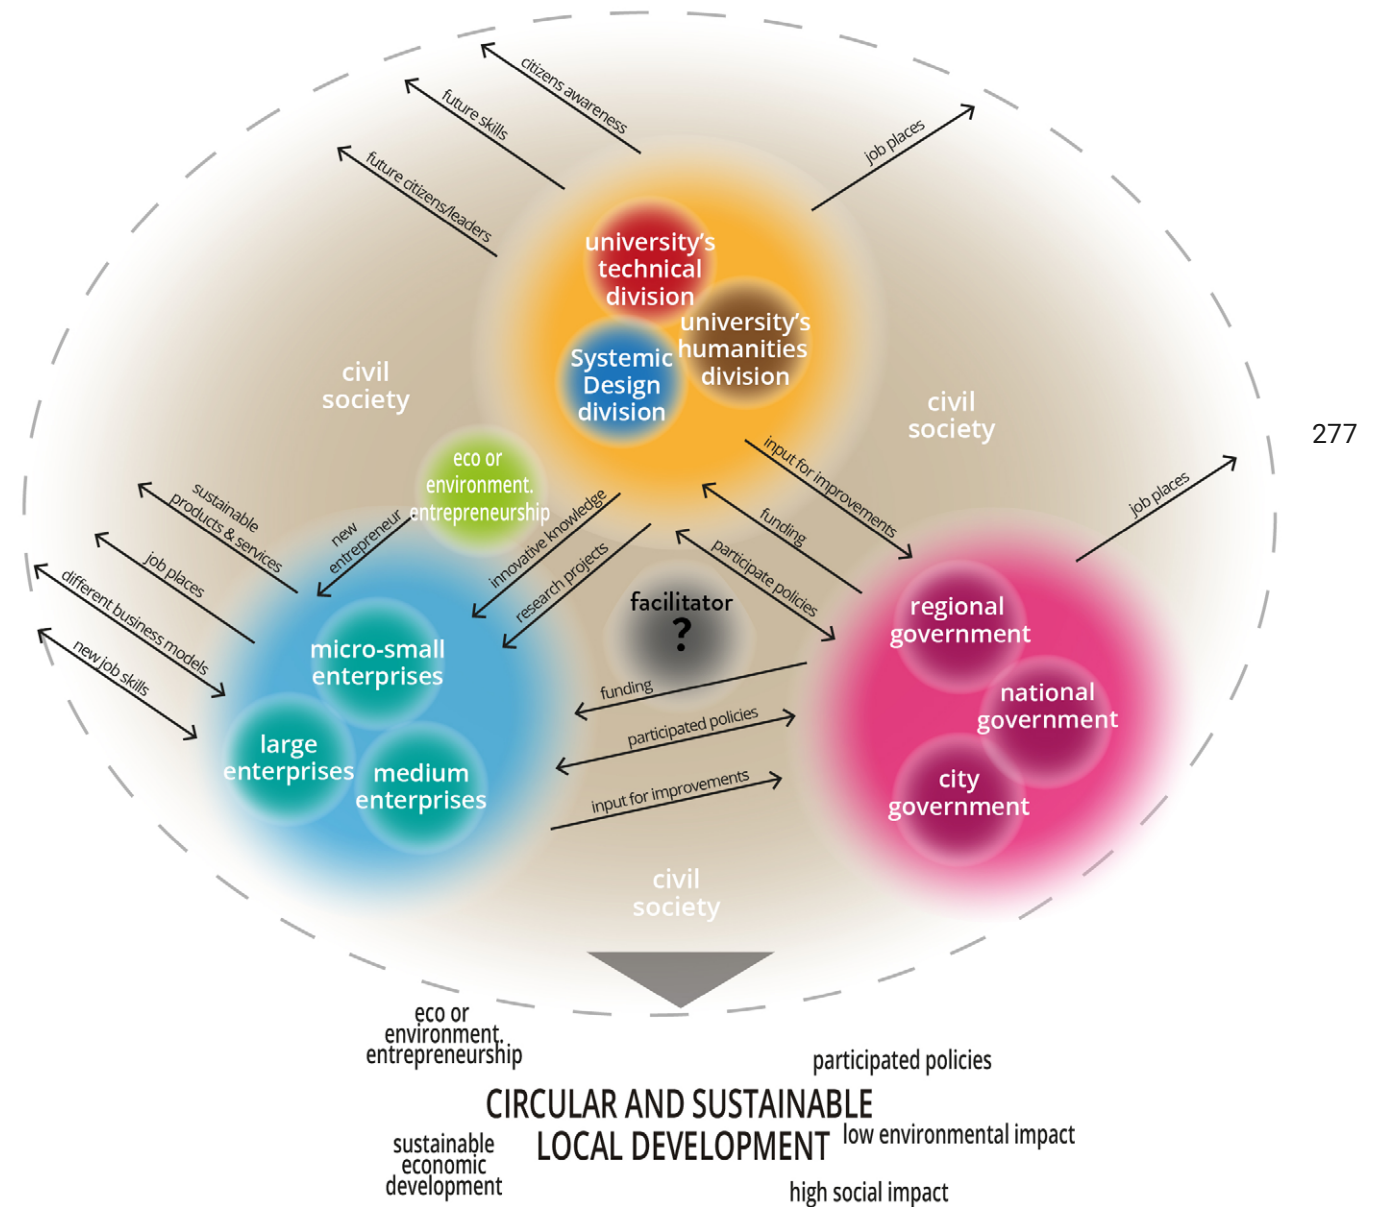 citizens awareness
future skills
future citizens/leaders
job places
university's
technical
division
university's
humanities
division
Systemic
Design
division
civil
society
civil
society
277
eco or
environment.
entrepreneurship
input for improvements
funding
participate policies
job places
sustainable
products & services
job places
different business models
new job skills
new
entrepreneur
innovative knowledge
research projects
facilitator
?
regional
government
national
government
city
government
micro-small
enterprises
large
enterprises
medium
enterprises
funding
participated policies
input for improvements
civil
society
eco or
environment.
entrepreneurship
participated policies
CIRCULAR AND SUSTAINABLE
LOCAL DEVELOPMENT
low environmental impact
sustainable
economic
development
high social impact